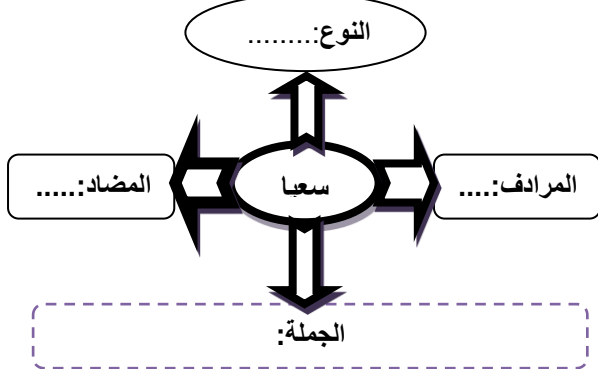 النوع:........
المرادف:....
سعيا
المضاد:.....
الجملة: